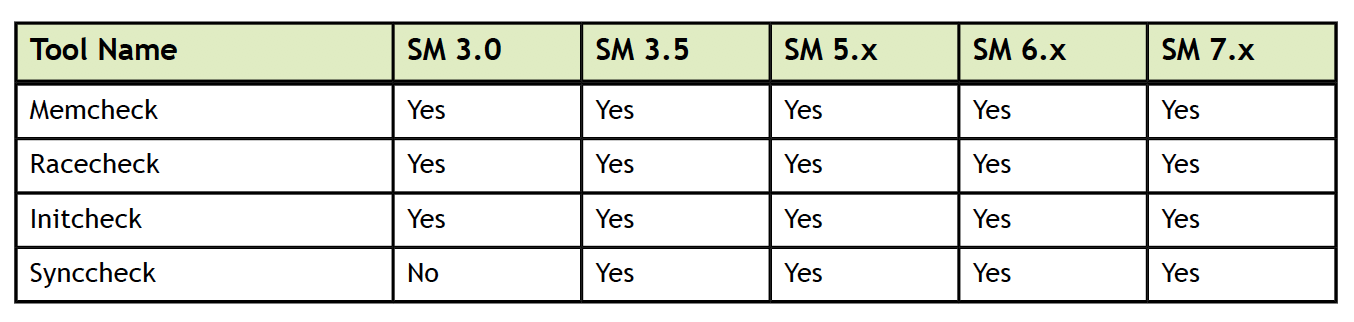 Tool Name SM 3.0 SM 3.5 SM 5.x SM 6.x SM 7.x
Memcheck Yes Yes Yes Yes Yes
Racecheck Yes Yes Yes Yes Yes
Initcheck Yes Yes Yes Yes Yes
Synccheck No Yes Yes Yes Yes